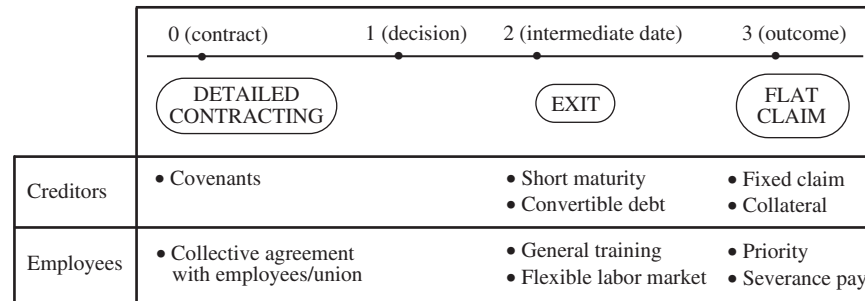 0 (contract) 1 (decision) 2 (intermediate date) 3 (outcome)
DETAILED
CONTRACTING
EXIT
FLAT
CLAIM
Creditors
• Covenants
• Short maturity
• Convertible debt
• Fixed claim
• Collateral
Employees
• Collective agreement
with employees/union
• General training
• Flexible labor market
• Priority
• Severance pay